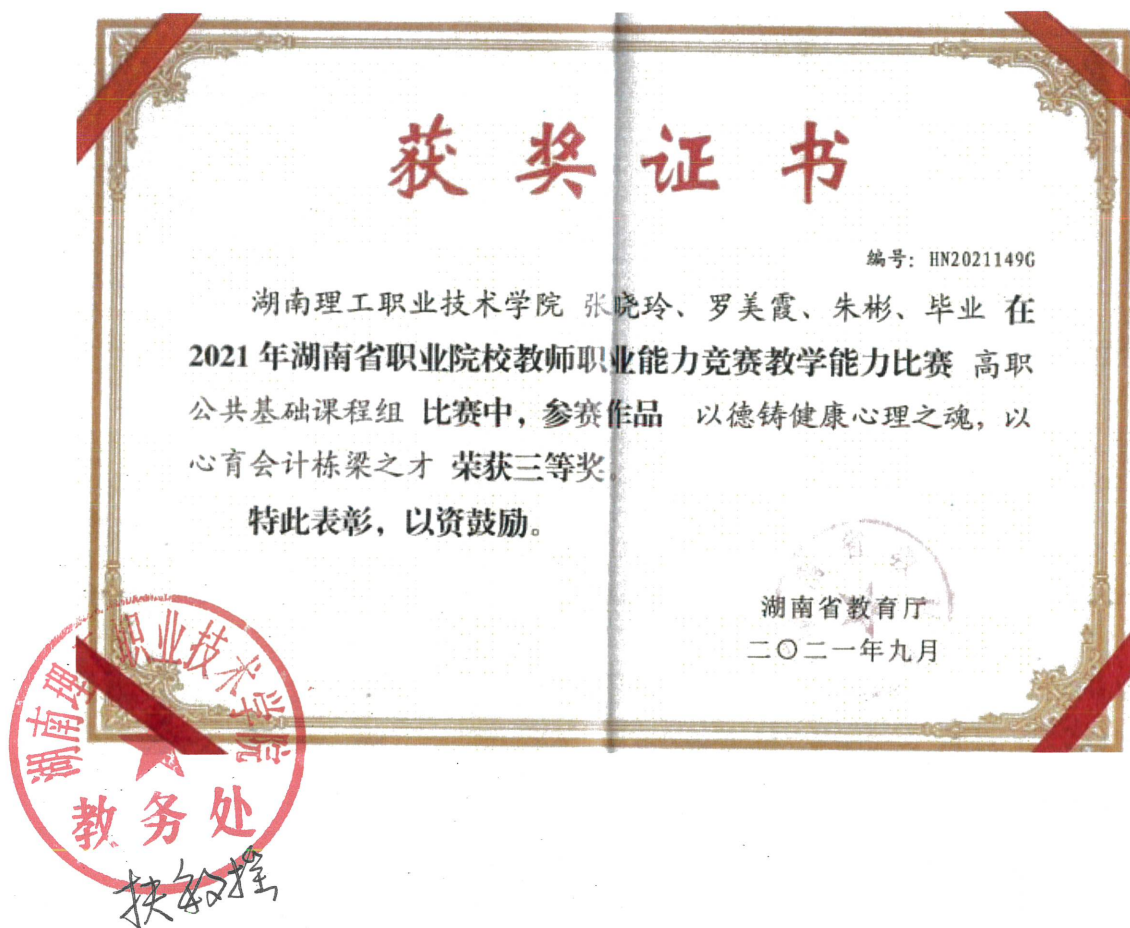 获奖证书
编号：HN2021149G
湖南理工职业技术学院 张晓玲、罗美霞、朱彬、毕业 在
2021年湖南省职业院校教师职业能力竞赛教学能力比赛 高职
公共基础课程组 比赛中，参赛作品 以德铸健康心理之魂，以
心育会计栋梁之才 荣获三等奖。
特此表彰，以资鼓励。
湖南省教育厅
二〇二一年九月
湖南理工职业技术学院
教务处